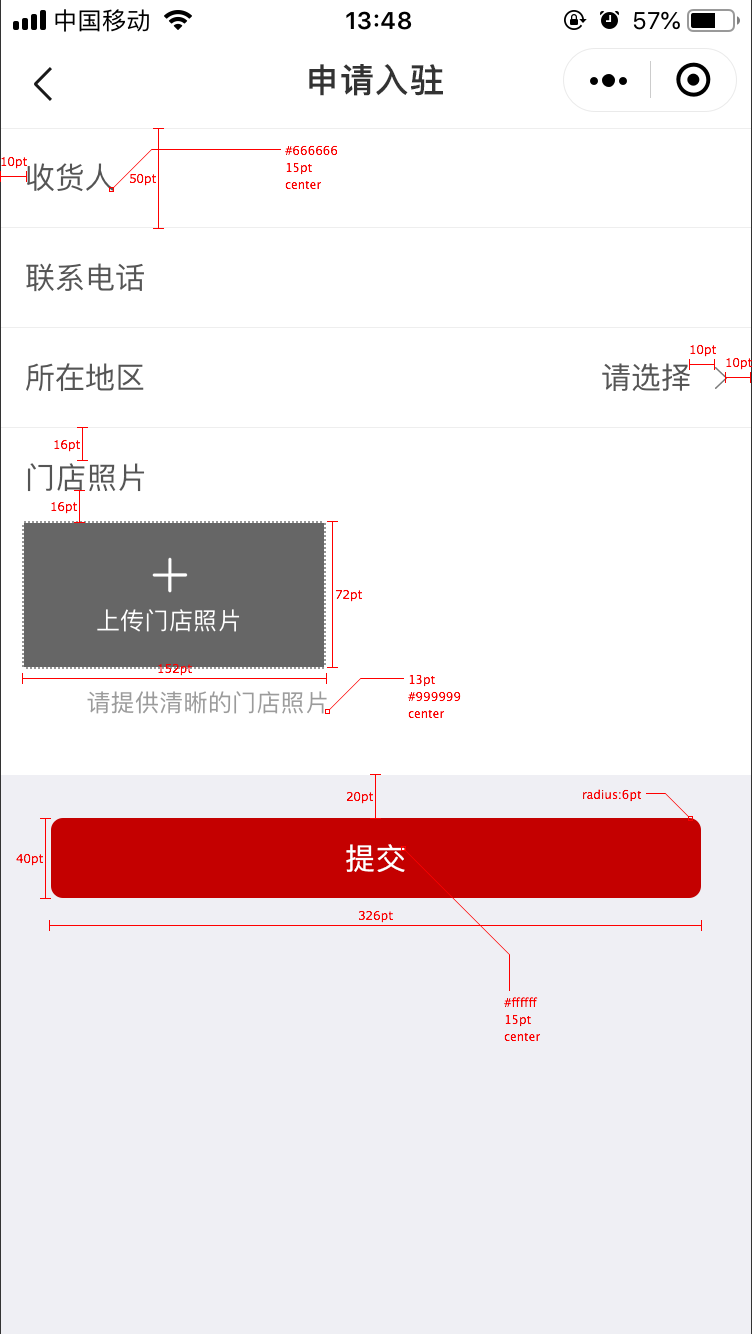 中国移动 13:48 57%
申请入驻
10pt
收货人
50pt
#666666
15pt
center
联系电话
所在地区
请选择
10pt
10pt
16pt
门店照片
16pt
上传门店照片
72pt
152pt
请提供清晰的门店照片
13pt
#999999
center
20pt
radius:6pt
40pt
提交
326pt
#ffffff
15pt
center